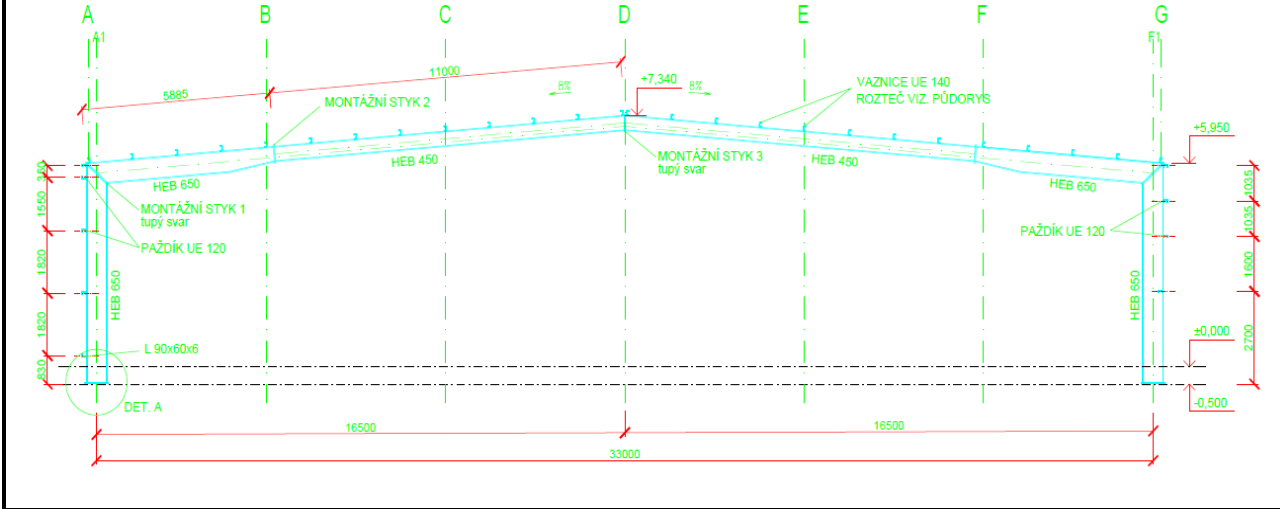 A B C D E F G
A1 F1
11000
5885
8% 8%
+7,340
VAZNICE UE 140
ROZTEČ VIZ. PŮDORYS
MONTÁŽNÍ STYK 2
+5,950
MONTÁŽNÍ STYK 3
tupý svar
HEB 450
HEB 450
HEB 650
HEB 650
MONTÁŽNÍ STYK 1
tupý svar
PAŽDÍK UE 120
PAŽDÍK UE 120
1550
1820
1820
830
1035
1035
1600
2700
HEB 650
HEB 650
L 90x60x6
±0,000
-0,500
DET. A
16500 16500
33000